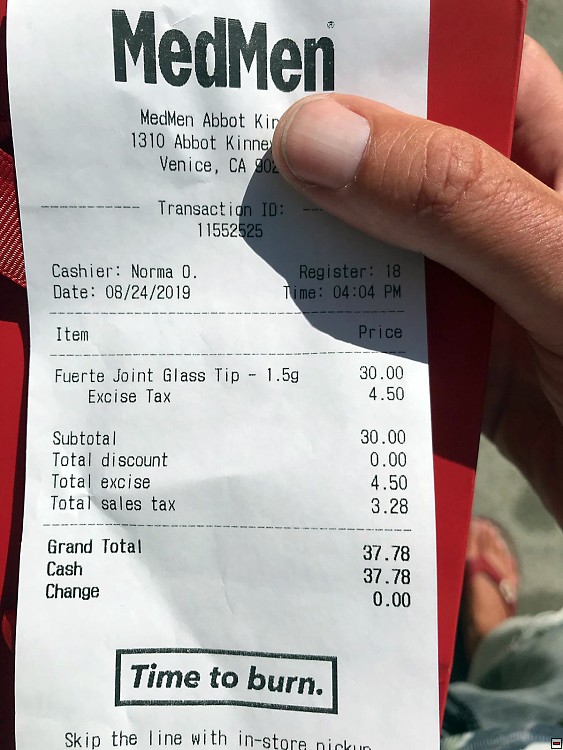 MedMen®
MedMen Abbot
1310 Abbot
Venice, CA
Transaction ID:
11552525
Cashier: Norma O. Register: 18
Date: 08/24/2019 Time: 04:04 PM
Item Price
Fuerte Joint Glass Tip - 1.5g 30.00
Excise Tax 4.50
Subtotal 30.00
Total discount 0.00
Total excise 4.50
Total sales tax 3.28
Grand Total 37.78
Cash 37.78
Change 0.00
Time to burn.
Skip the line with in-store pickup